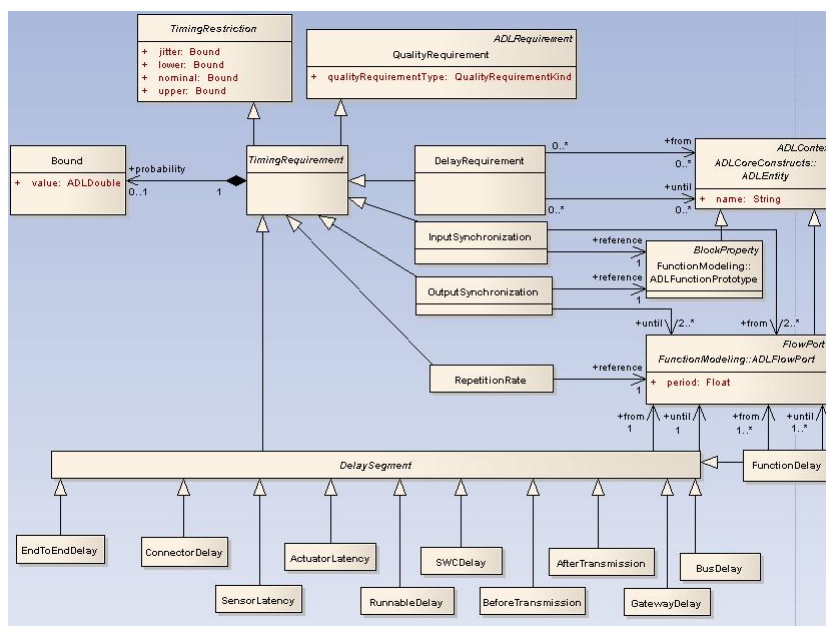 TimingRestriction
+ jitter: Bound
+ lower: Bound
+ nominal: Bound
+ upper: Bound
ADLRequirement
QualityRequirement
+ qualityRequirementType: QualityRequirementKind
Bound
+ value: ADLDouble
+probability
0..1
1
TimingRequirement
DelayRequirement
0..*
+from
0..*
+until
0..*
0..*
ADLContext
ADLCoreConstructs::
ADLEntity
+ name: String
InputSynchronization
+reference
1
BlockProperty
FunctionModeling::
ADLFunctionPrototype
OutputSynchronization
+reference
1
+until
2..*
+from
2..*
FlowPort
FunctionModeling::ADLFlowPort
+ period: Float
RepetitionRate
+reference
1
+from
1
+until
1
+from
1..*
+until
1..*
DelaySegment
FunctionDelay
EndToEndDelay
ConnectorDelay
SensorLatency
ActuatorLatency
RunnableDelay
SWCDelay
BeforeTransmission
AfterTransmission
GatewayDelay
BusDelay